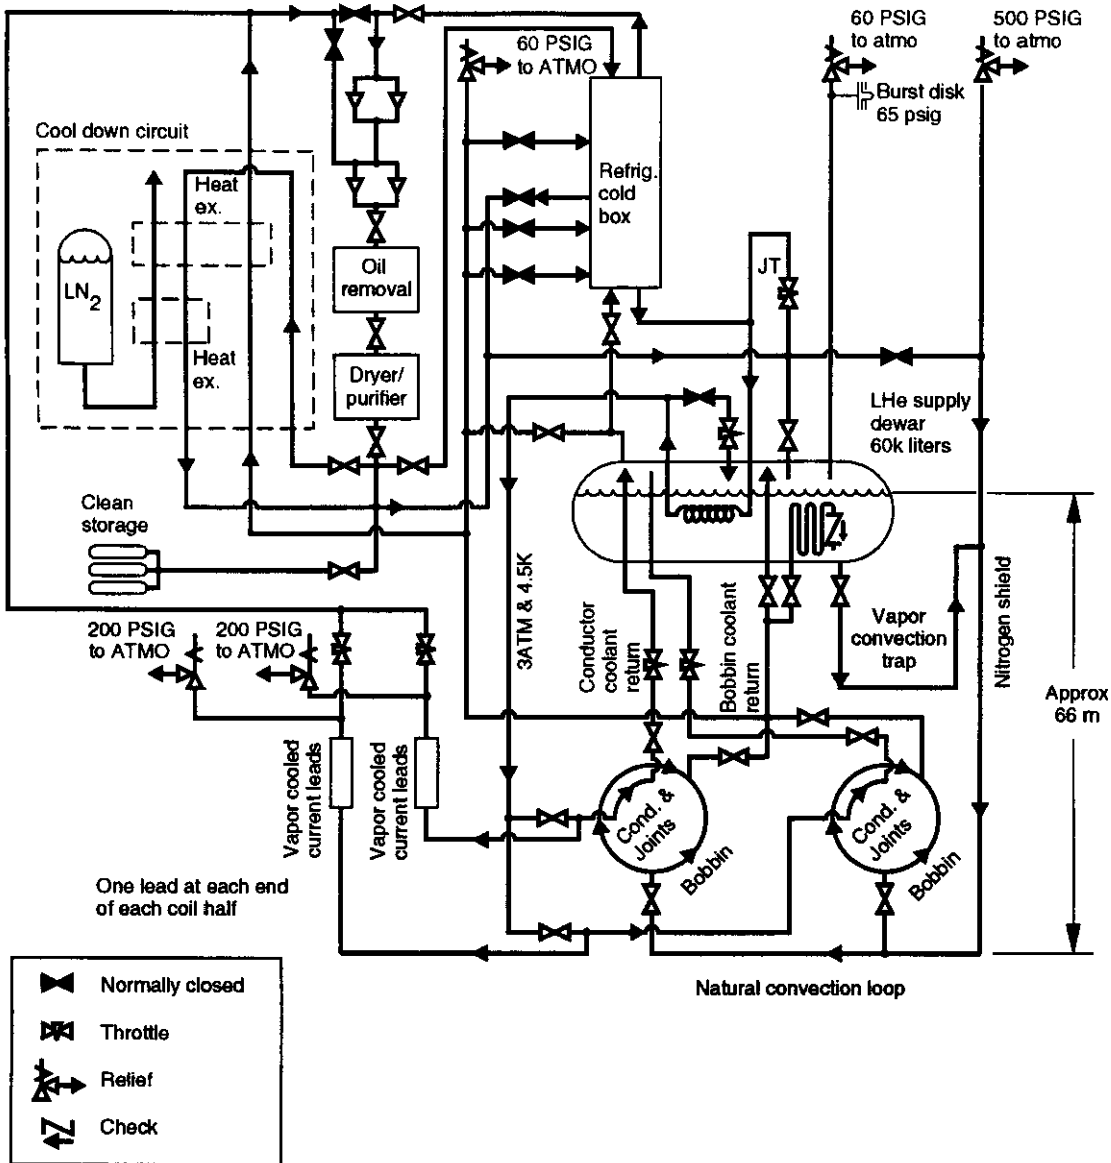 60 PSIG
to ATMO
60 PSIG
to atmo
500 PSIG
to atmo
Burst disk
65 psig
Cool down circuit
Heat
ex.
Refrig.
cold
box
LN2
Oil
removal
JT
Heat
ex.
Dryer/
purifier
LHe supply
dewar
60k liters
Clean
storage
3ATM & 4.5K
Conductor
coolant
return
Bobbin coolant
return
Vapor
convection
trap
Nitrogen shield
200 PSIG
to ATMO
200 PSIG
to ATMO
Approx
66 m
Vapor cooled
current leads
Vapor cooled
current leads
Cond. &
Joints
Bobbin
Cond. &
Joints
Bobbin
One lead at each end
of each coil half
Natural convection loop
Normally closed
Throttle
Relief
Check